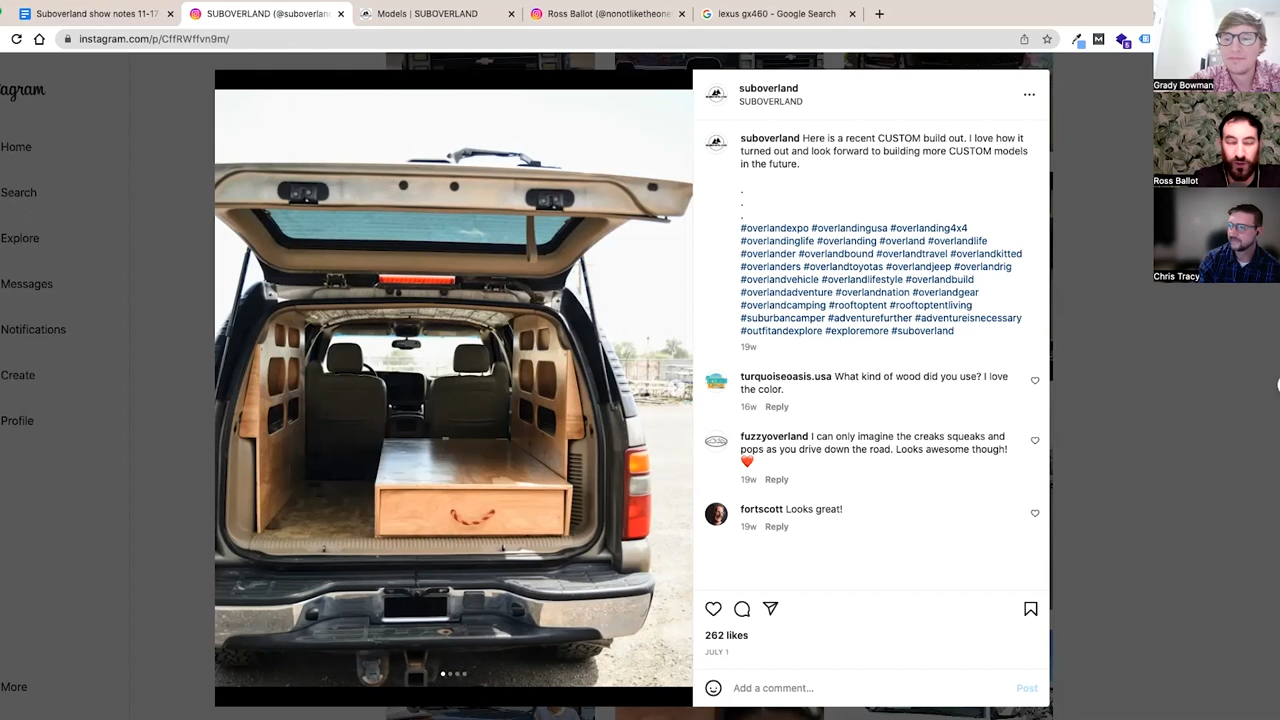 Suboverland show notes 11-17
SUBOVERLAND (@suboverlan
Models | SUBOVERLAND
Ross Ballot (@nonotliketheone
lexus gx460 - Google Search
instagram.com/p/CffRWffvn9m/
tagram
Home
Search
Explore
Messages
Notifications
Create
Profile
More
suboverland
SUBOVERLAND
suboverland Here is a recent CUSTOM build out. I love how it
turned out and look forward to building more CUSTOM models
in the future.
.
.
.
#overlandexpo #overlandingusa #overlanding4x4
#overlandinglife #overlanding #overland #overlandlife
#overlander #overlandbound #overlandtravel #overlandkitted
#overlanders #overlandtoyotas #overlandjeep #overlandrig
#overlandvehicle #overlandlifestyle #overlandbuild
#overlandadventure #overlandnation #overlandgear
#overlandcamping #rooftoptent #rooftoptentliving
#suburbancamper #adventurefurther #adventureisnecessary
#outfitandexplore #exploremore #suboverland
19w
turquoiseoasis.usa What kind of wood did you use? I love
the color.
16w Reply
fuzzyoverland I can only imagine the creaks squeaks and
pops as you drive down the road. Looks awesome though!
❤️
19w Reply
fortscott Looks great!
19w Reply
262 likes
JULY 1
Add a comment...
Post
Grady Bowman
Ross Ballot
Chris Tracy